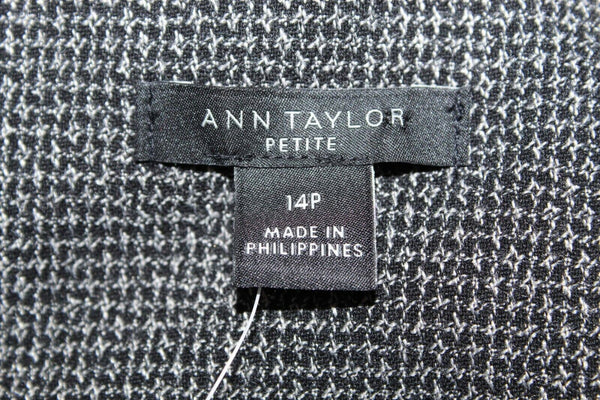 ANN TAYLOR
PETITE
14P
MADE IN
PHILIPPINES